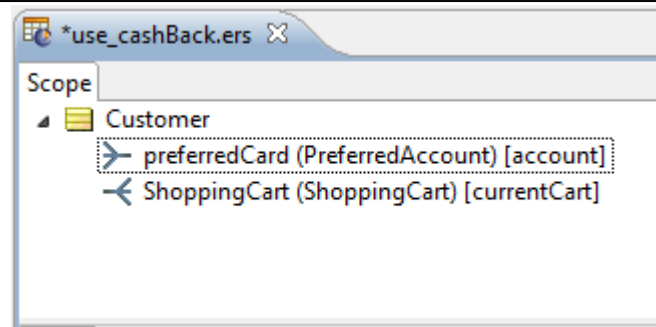 *use_cashBack.ers
Scope
Customer
preferredCard (PreferredAccount) [account]
ShoppingCart (ShoppingCart) [currentCart]